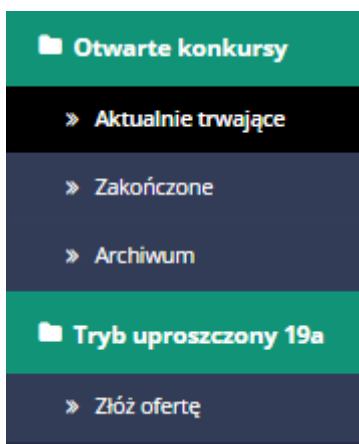 Otwarte konkursy
» Aktualnie trwające
» Zakończone
» Archiwum
Tryb uproszczony 19a
» Złóż ofertę